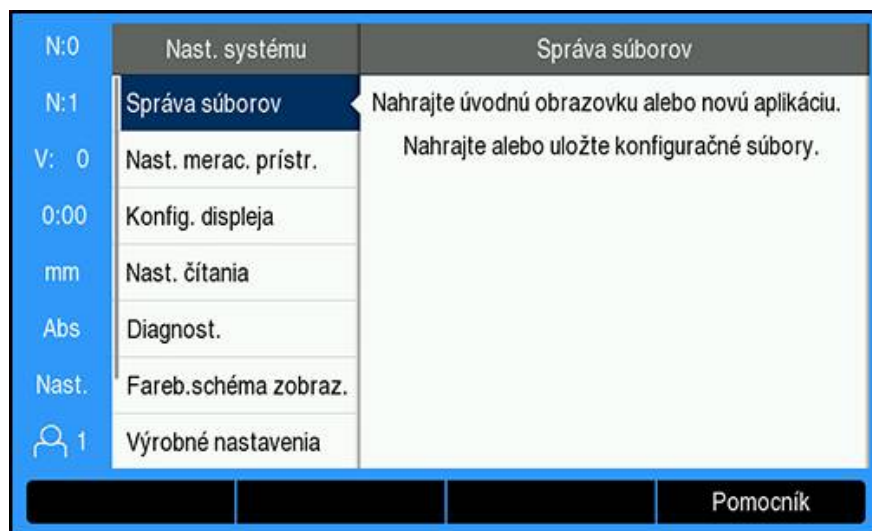 N:0
N:1
V: 0
0:00
mm
Abs
Nast.
1
Nast. systému
Správa súborov
Nast. merac. prístr.
Konfig. displeja
Nast. čítania
Diagnost.
Fareb.schéma zobraz.
Výrobné nastavenia
Správa súborov
Nahrajte úvodnú obrazovku alebo novú aplikáciu.
Nahrajte alebo uložte konfiguračné súbory.
Pomocník